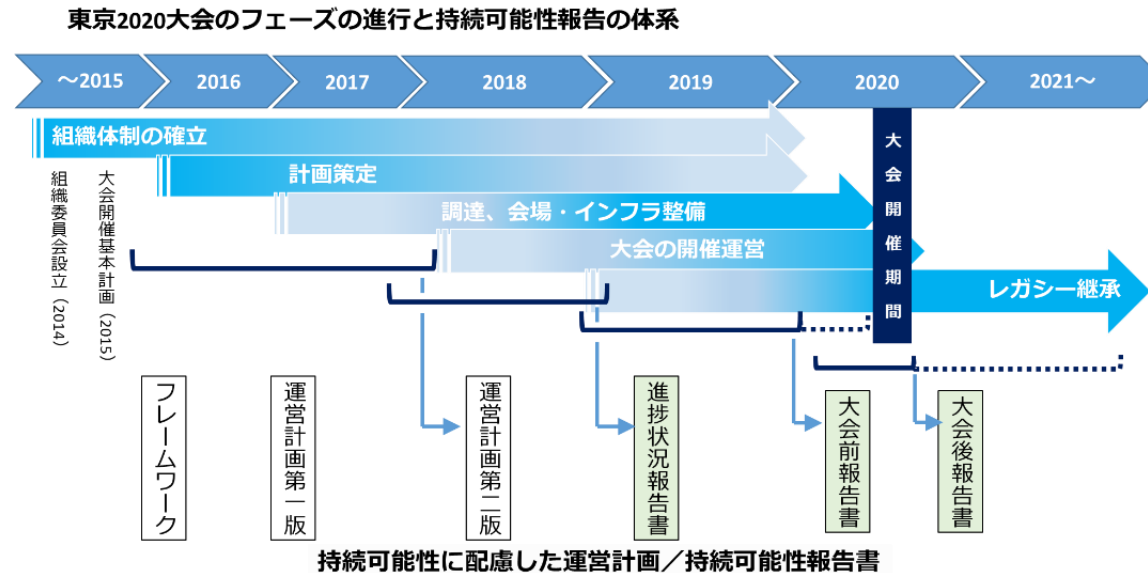 東京2020大会のフェーズの進行と持続可能性報告の体系
～2015
2016
2017
2018
2019
2020
2021～
組織体制の確立
計画策定
調達、会場・インフラ整備
大会の開催運営
レガシー継承
大会開催期間
組織委員会設立（2014）
大会開催基本計画（2015）
フレームワーク
運営計画第一版
運営計画第二版
進捗状況報告書
大会前報告書
大会後報告書
持続可能性に配慮した運営計画／持続可能性報告書